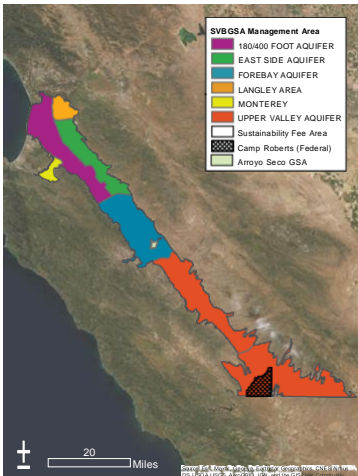 SVBGSA Management Area
180/400 FOOT AQUIFER
EAST SIDE AQUIFER
FOREBAY AQUIFER
LANGLEY AREA
MONTEREY
UPPER VALLEY AQUIFER
Sustainability Fee Area
Camp Roberts (Federal)
Arroyo Seco GSA
20
Miles